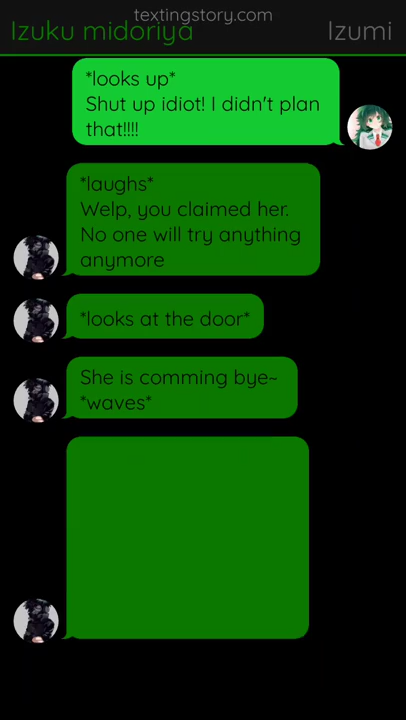 textingstory.com
Izuku midoriya
Izumi
*looks up*
Shut up idiot! I didn't plan
that!!!!
*laughs*
Welp, you claimed her.
No one will try anything
anymore
*looks at the door*
She is comming bye~
*waves*